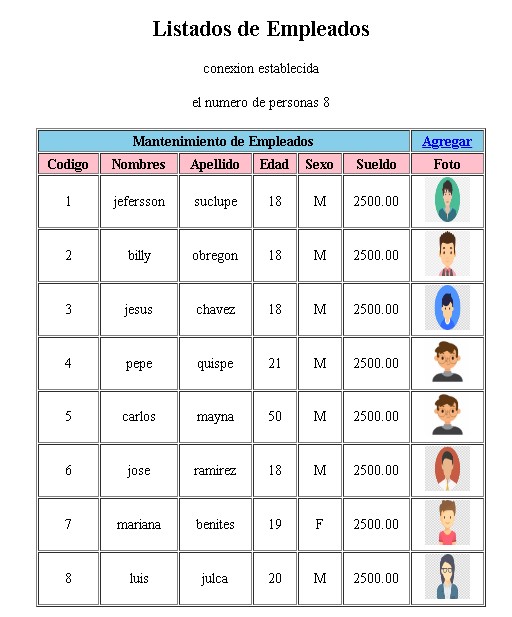 Listados de Empleados
conexion establecida
el numero de personas 8
Mantenimiento de Empleados Agregar
Codigo Nombres Apellido Edad Sexo Sueldo Foto
1 jefersson suclupe 18 M 2500.00
2 billy obregon 18 M 2500.00
3 jesus chavez 18 M 2500.00
4 pepe quispe 21 M 2500.00
5 carlos mayna 50 M 2500.00
6 jose ramirez 18 M 2500.00
7 mariana benites 19 F 2500.00
8 luis julca 20 M 2500.00